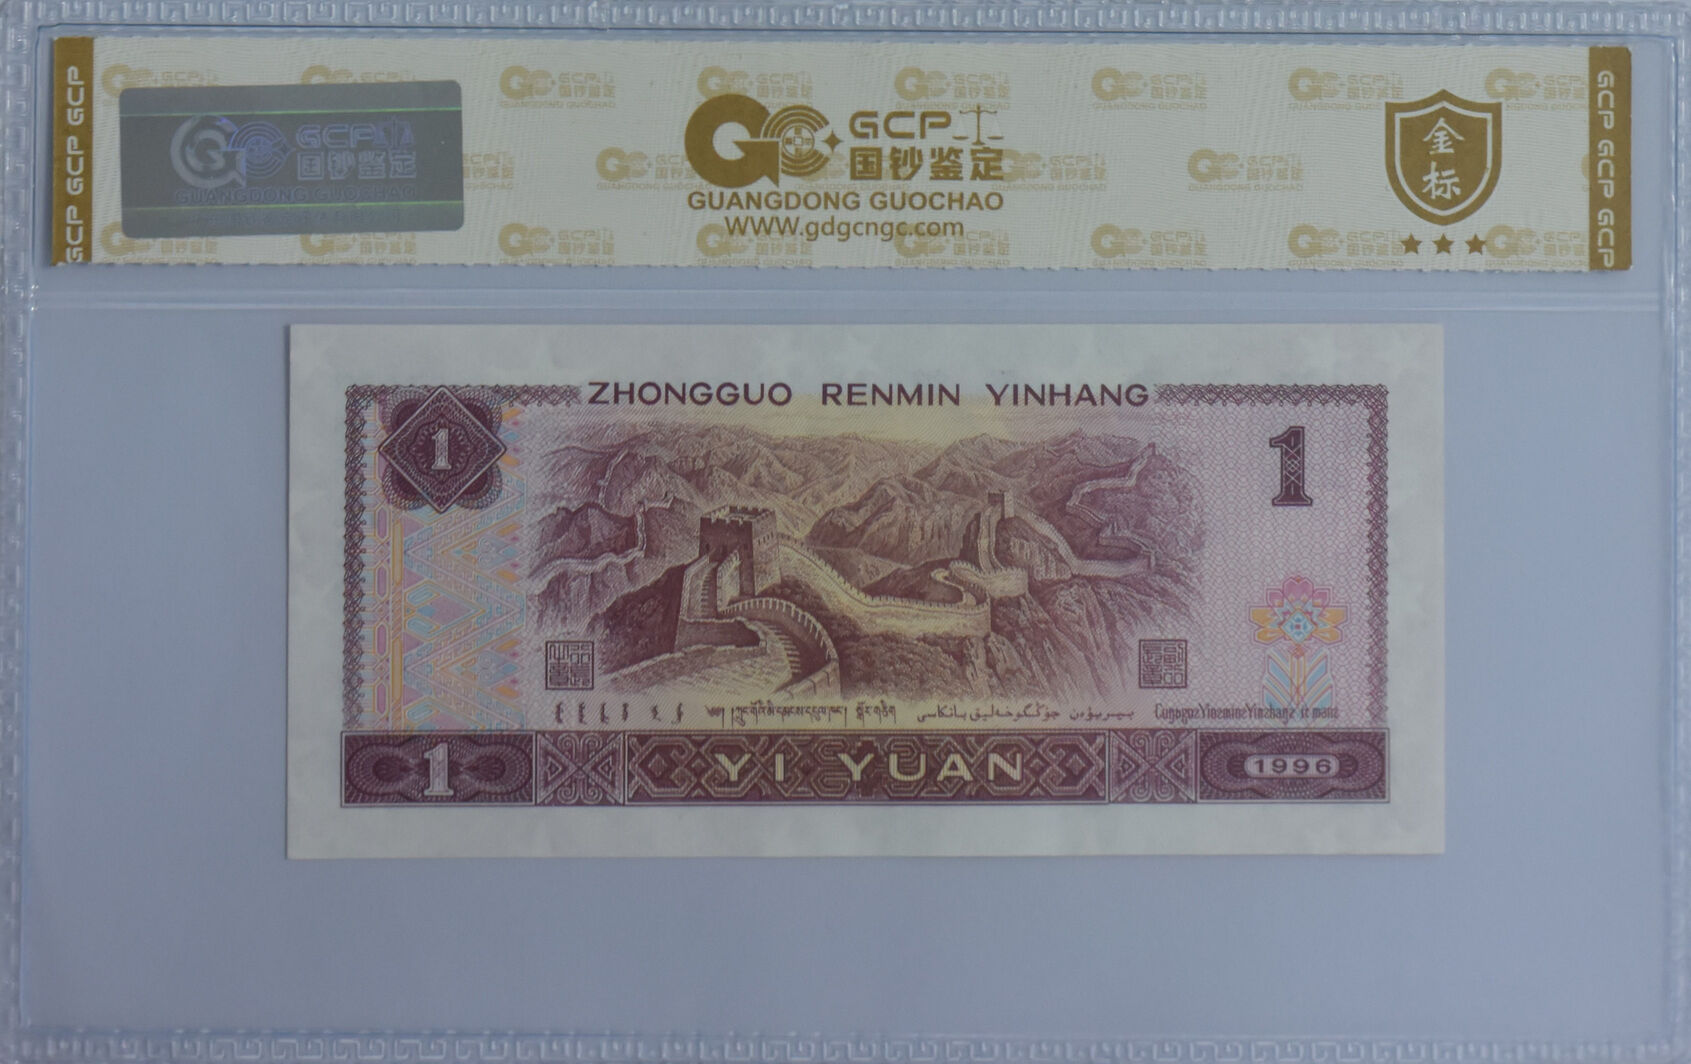 GCP GCP GCP
GCP
国钞鉴定
GUANGDONG GUOCHAO
GCP
国钞鉴定
GUANGDONG GUOCHAO
WWW.gdgcngc.com
金标
GCP GCP GCP
ZHONGGUO RENMIN YINHANG
1
1
1
YI YUAN
1996